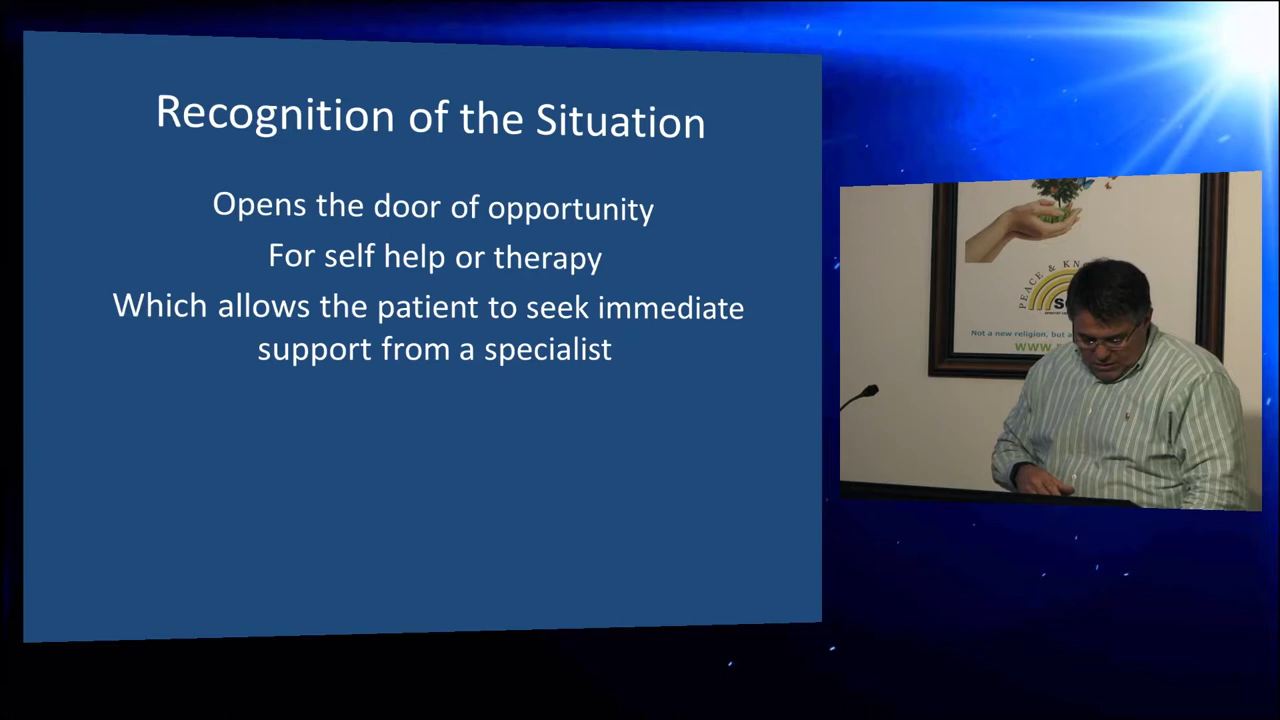 Recognition of the Situation
Opens the door of opportunity
For self help or therapy
Which allows the patient to seek immediate
support from a specialist
PEACE &
Not a new religion, but a